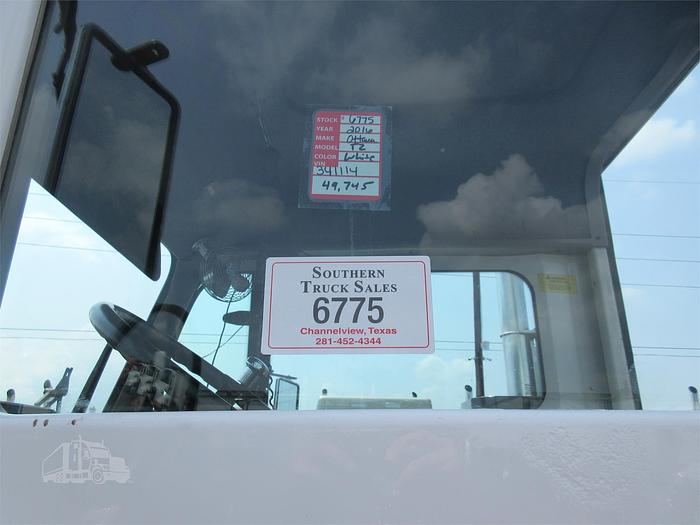 STOCK # 6775
YEAR 2016
MAKE Ottawa
MODEL T2
COLOR White
VIN
341114
49,745
SOUTHERN
TRUCK SALES
6775
Channelview, Texas
281-452-4344